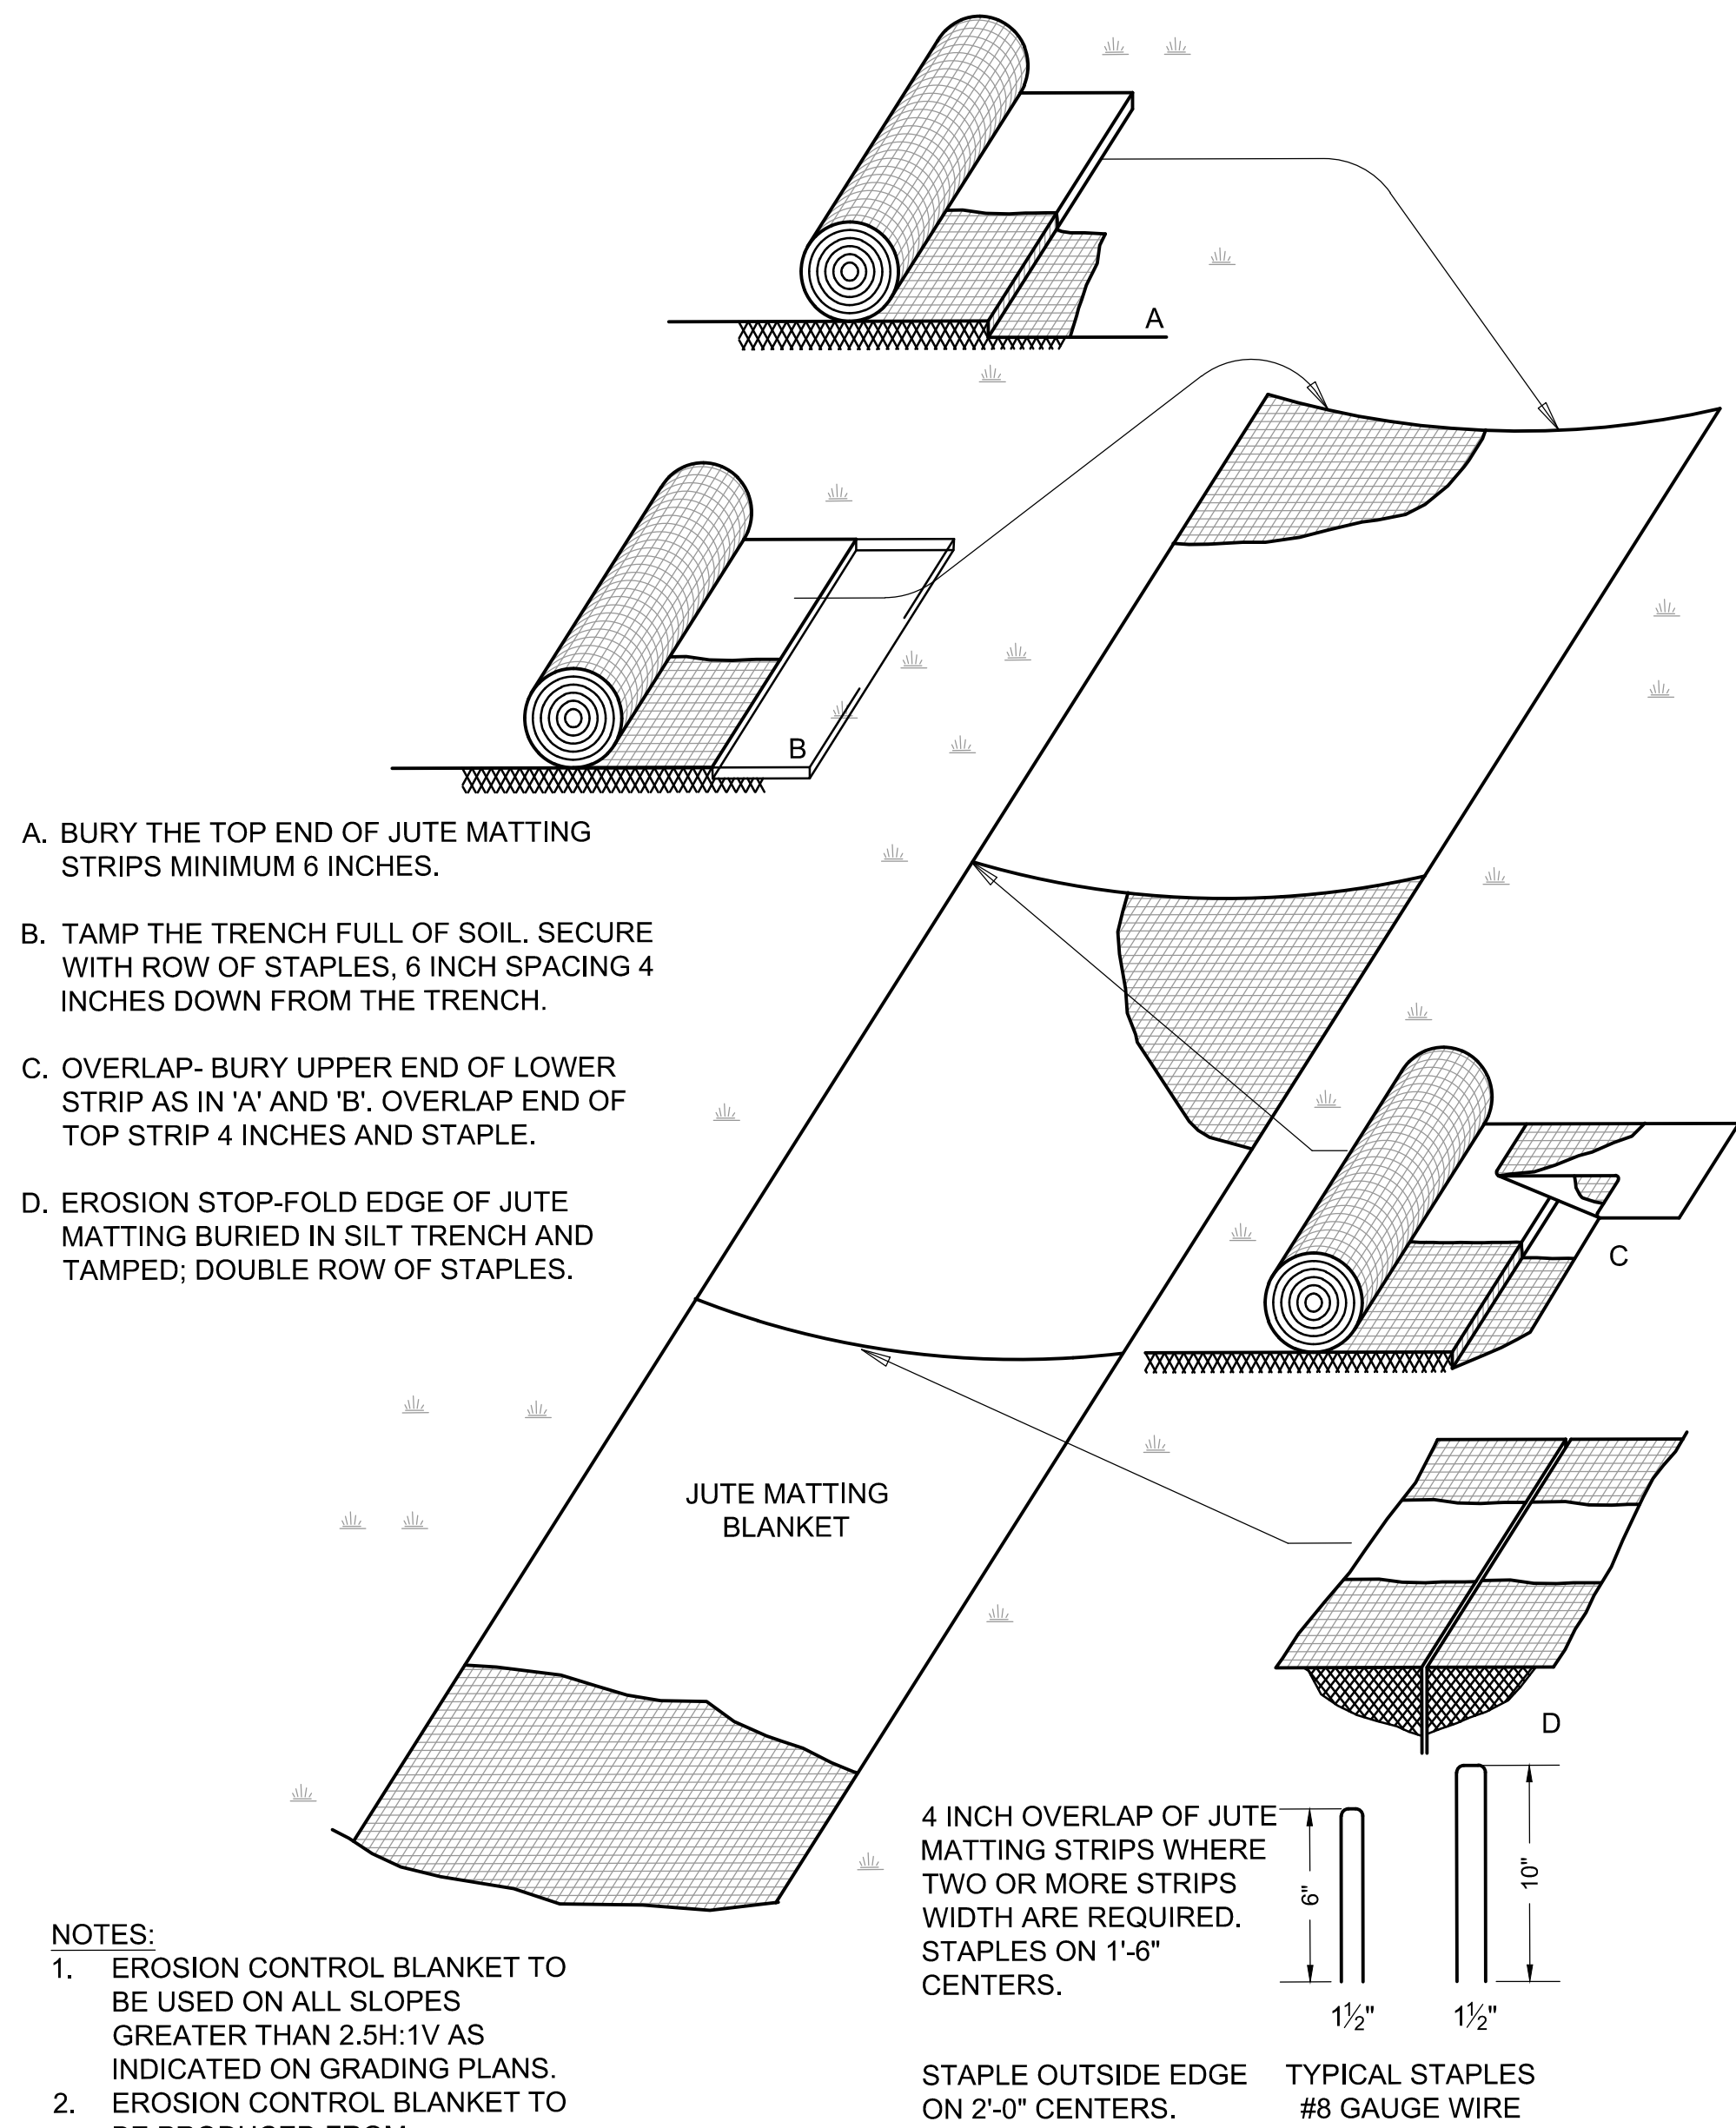 A
B
A. BURY THE TOP END OF JUTE MATTING
STRIPS MINIMUM 6 INCHES.
B. TAMP THE TRENCH FULL OF SOIL. SECURE
WITH ROW OF STAPLES, 6 INCH SPACING 4
INCHES DOWN FROM THE TRENCH.
C. OVERLAP- BURY UPPER END OF LOWER
STRIP AS IN 'A' AND 'B'. OVERLAP END OF
TOP STRIP 4 INCHES AND STAPLE.
D. EROSION STOP-FOLD EDGE OF JUTE
MATTING BURIED IN SILT TRENCH AND
TAMPED; DOUBLE ROW OF STAPLES.
C
JUTE MATTING
BLANKET
D
4 INCH OVERLAP OF JUTE
MATTING STRIPS WHERE
TWO OR MORE STRIPS
WIDTH ARE REQUIRED.
STAPLES ON 1'-6"
CENTERS.
6"
10"
1½"
1½"
STAPLE OUTSIDE EDGE
ON 2'-0" CENTERS.
TYPICAL STAPLES
#8 GAUGE WIRE
NOTES:
1. EROSION CONTROL BLANKET TO
BE USED ON ALL SLOPES
GREATER THAN 2.5H:1V AS
INDICATED ON GRADING PLANS.
2. EROSION CONTROL BLANKET TO
BE PRODUCED FROM